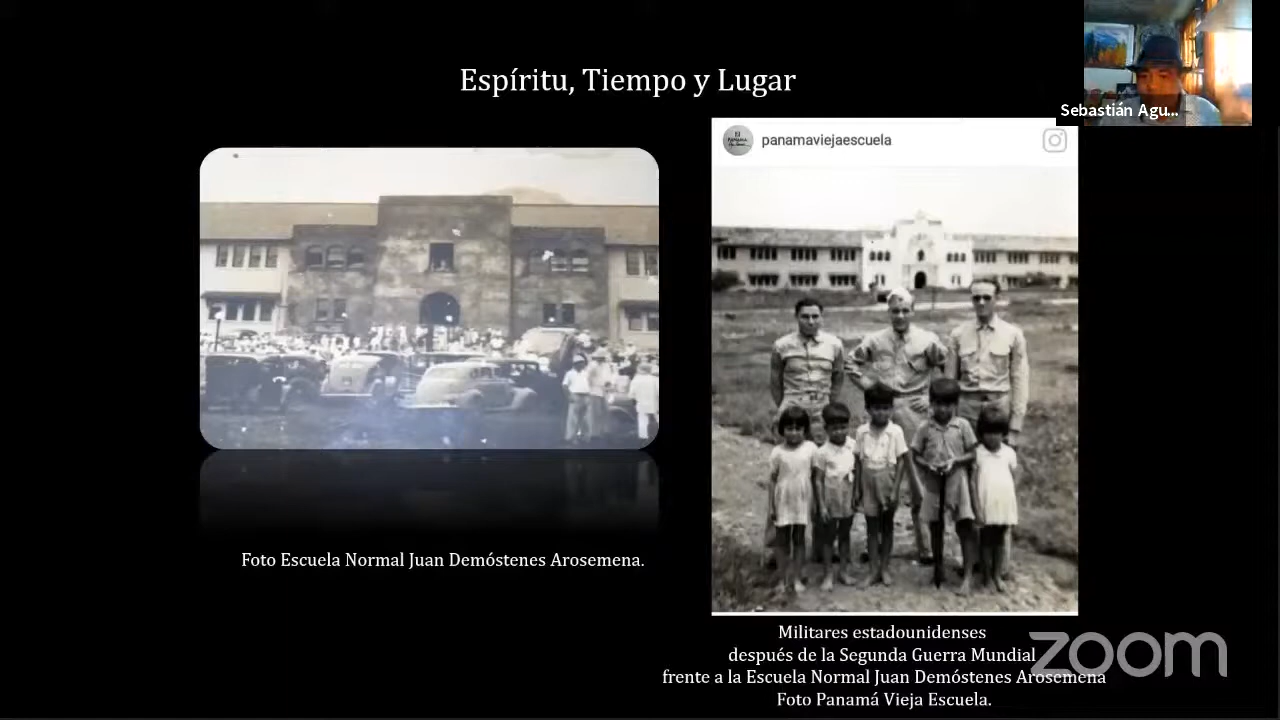 Espíritu, Tiempo y Lugar
Sebastián Agu...
panamaviejaescuela
Foto Escuela Normal Juan Demóstenes Arosemena.
Militares estadounidenses
después de la Segunda Guerra Mundial
frente a la Escuela Normal Juan Demóstenes Arosemena
Foto Panamá Vieja Escuela.
zoom